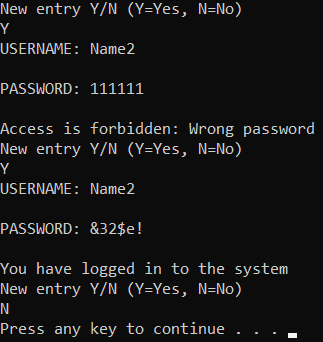 New entry Y/N (Y=Yes, N=No)
Y
USERNAME: Name2
PASSWORD: 111111
Access is forbidden: Wrong password
New entry Y/N (Y=Yes, N=No)
Y
USERNAME: Name2
PASSWORD: &32$e!
You have logged in to the system
New entry Y/N (Y=Yes, N=No)
N
Press any key to continue . . .